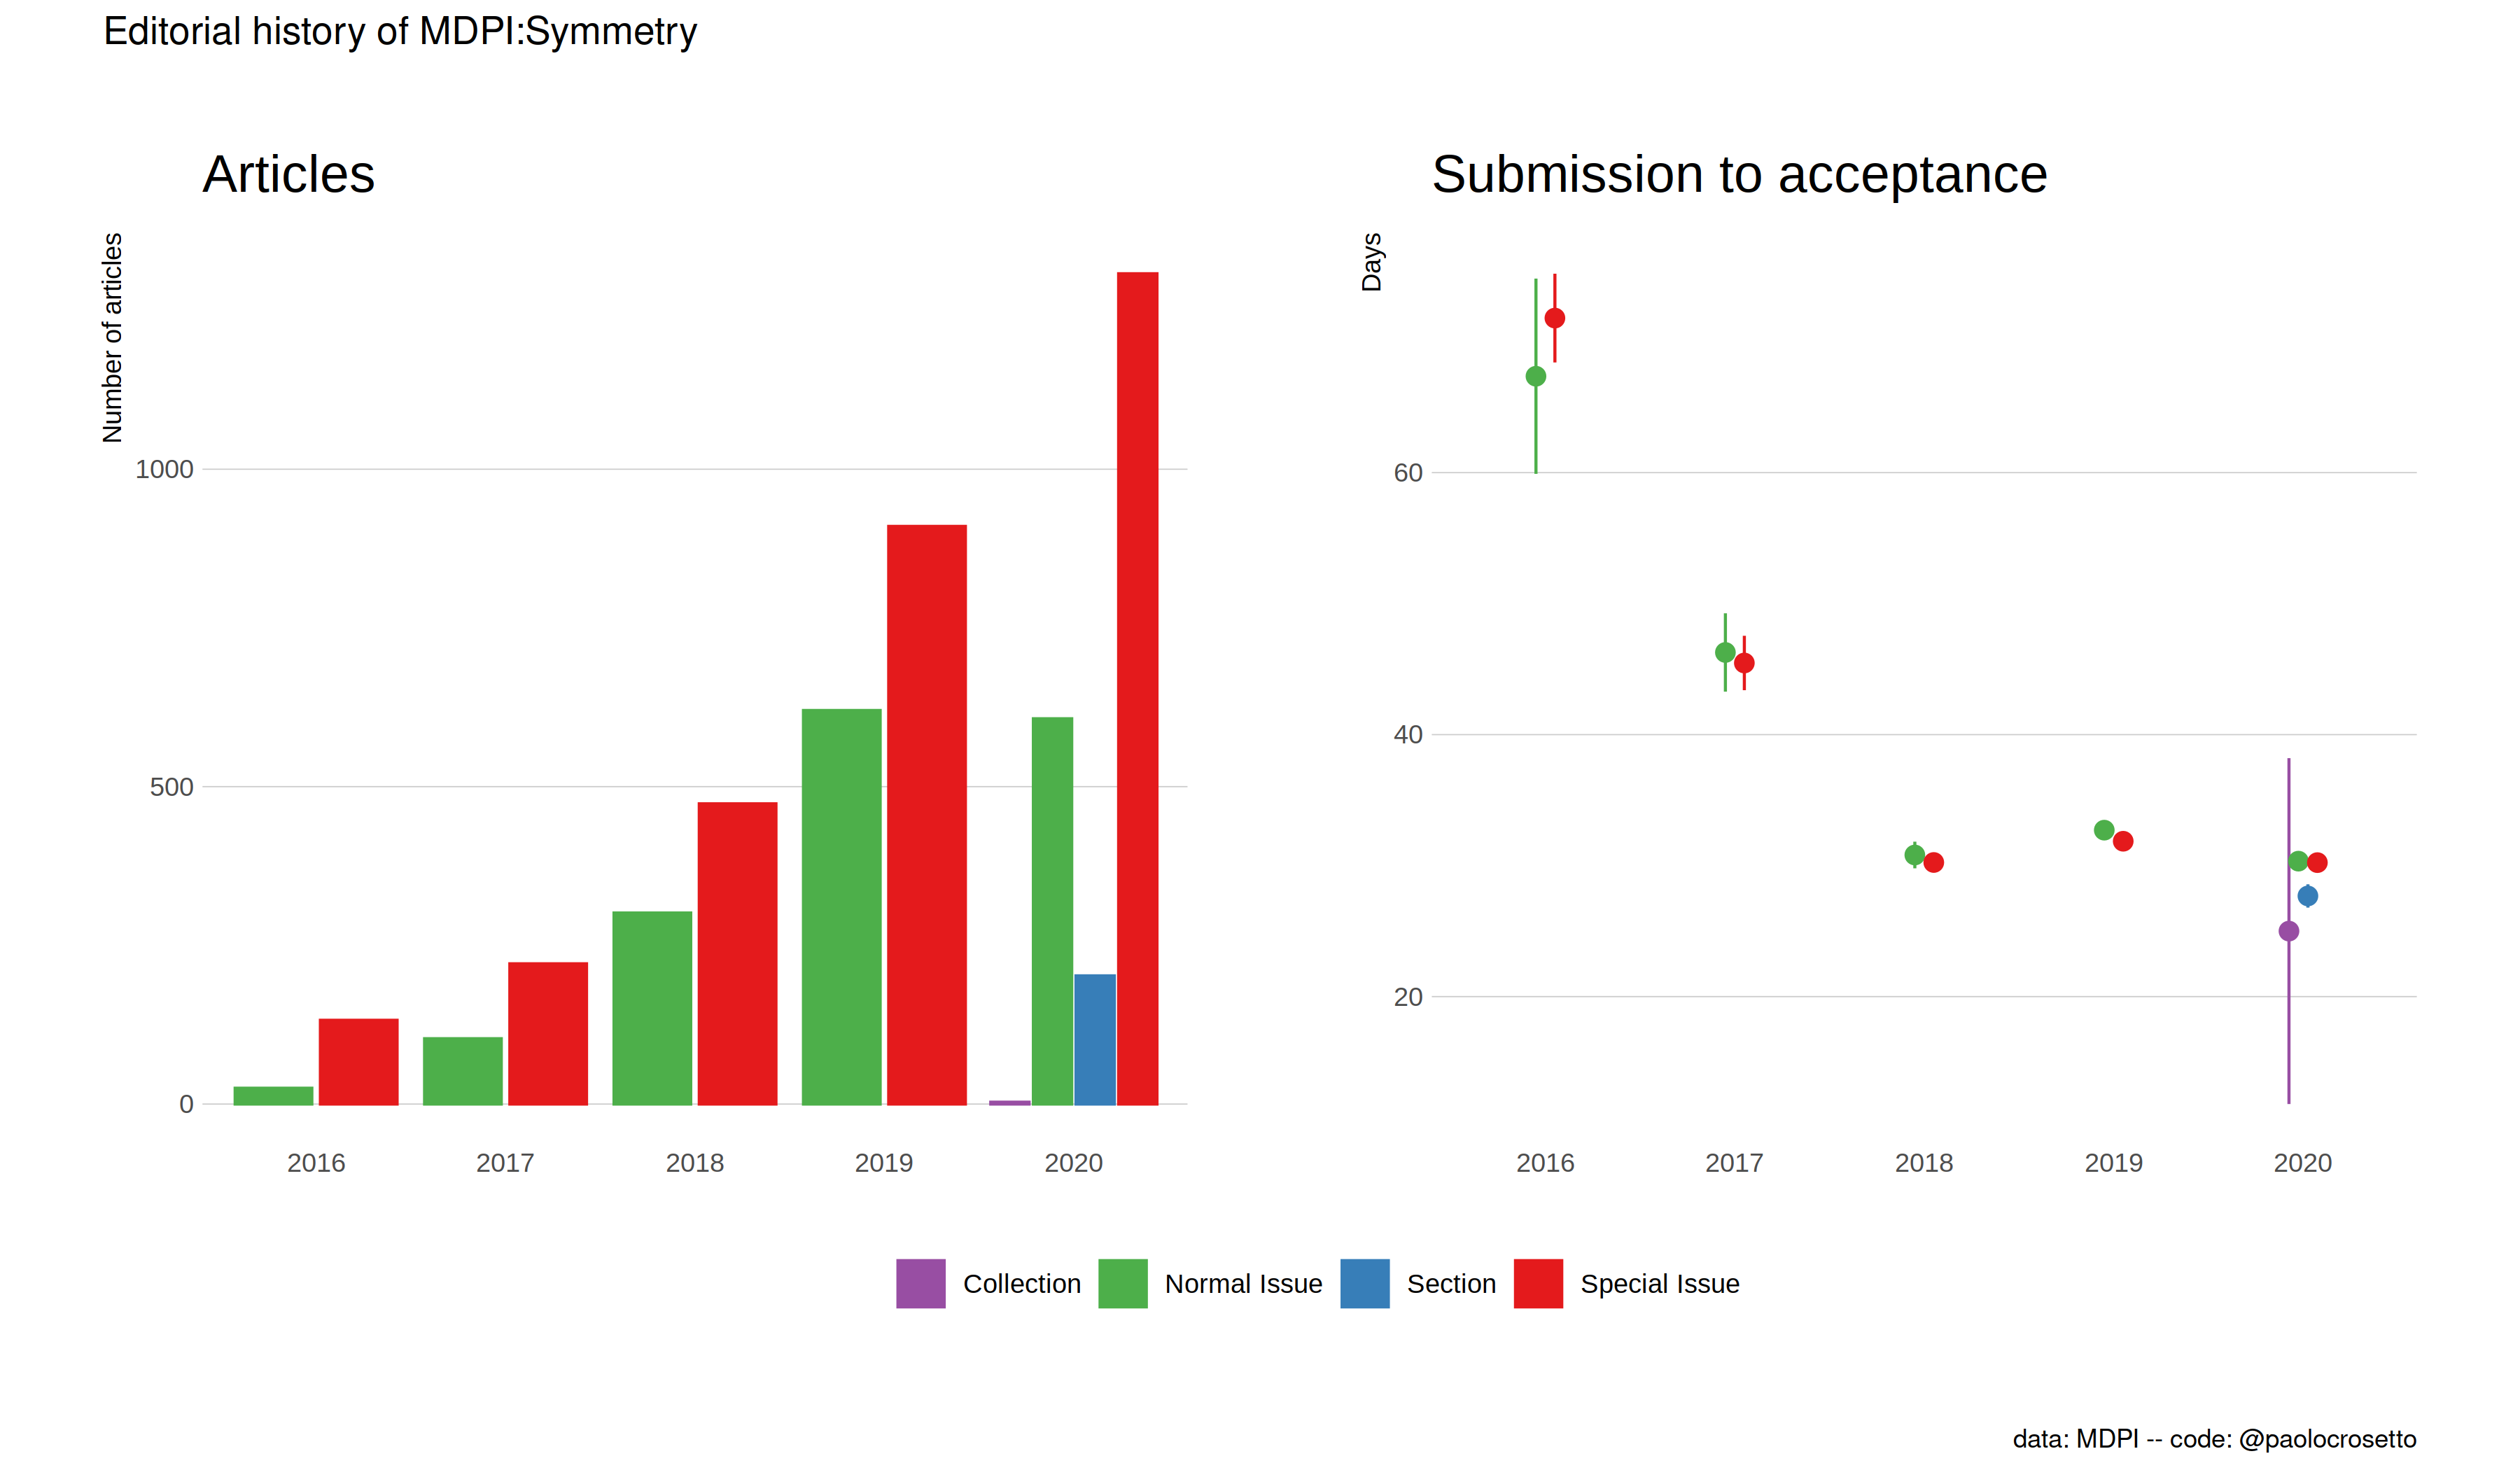 Editorial history of MDPI:Symmetry
Articles
Number of articles
1000
500
0
2016 2017 2018 2019 2020
Submission to acceptance
Days
60
40
20
2016 2017 2018 2019 2020
Collection Normal Issue Section Special Issue
data: MDPI -- code: @paolocrosetto